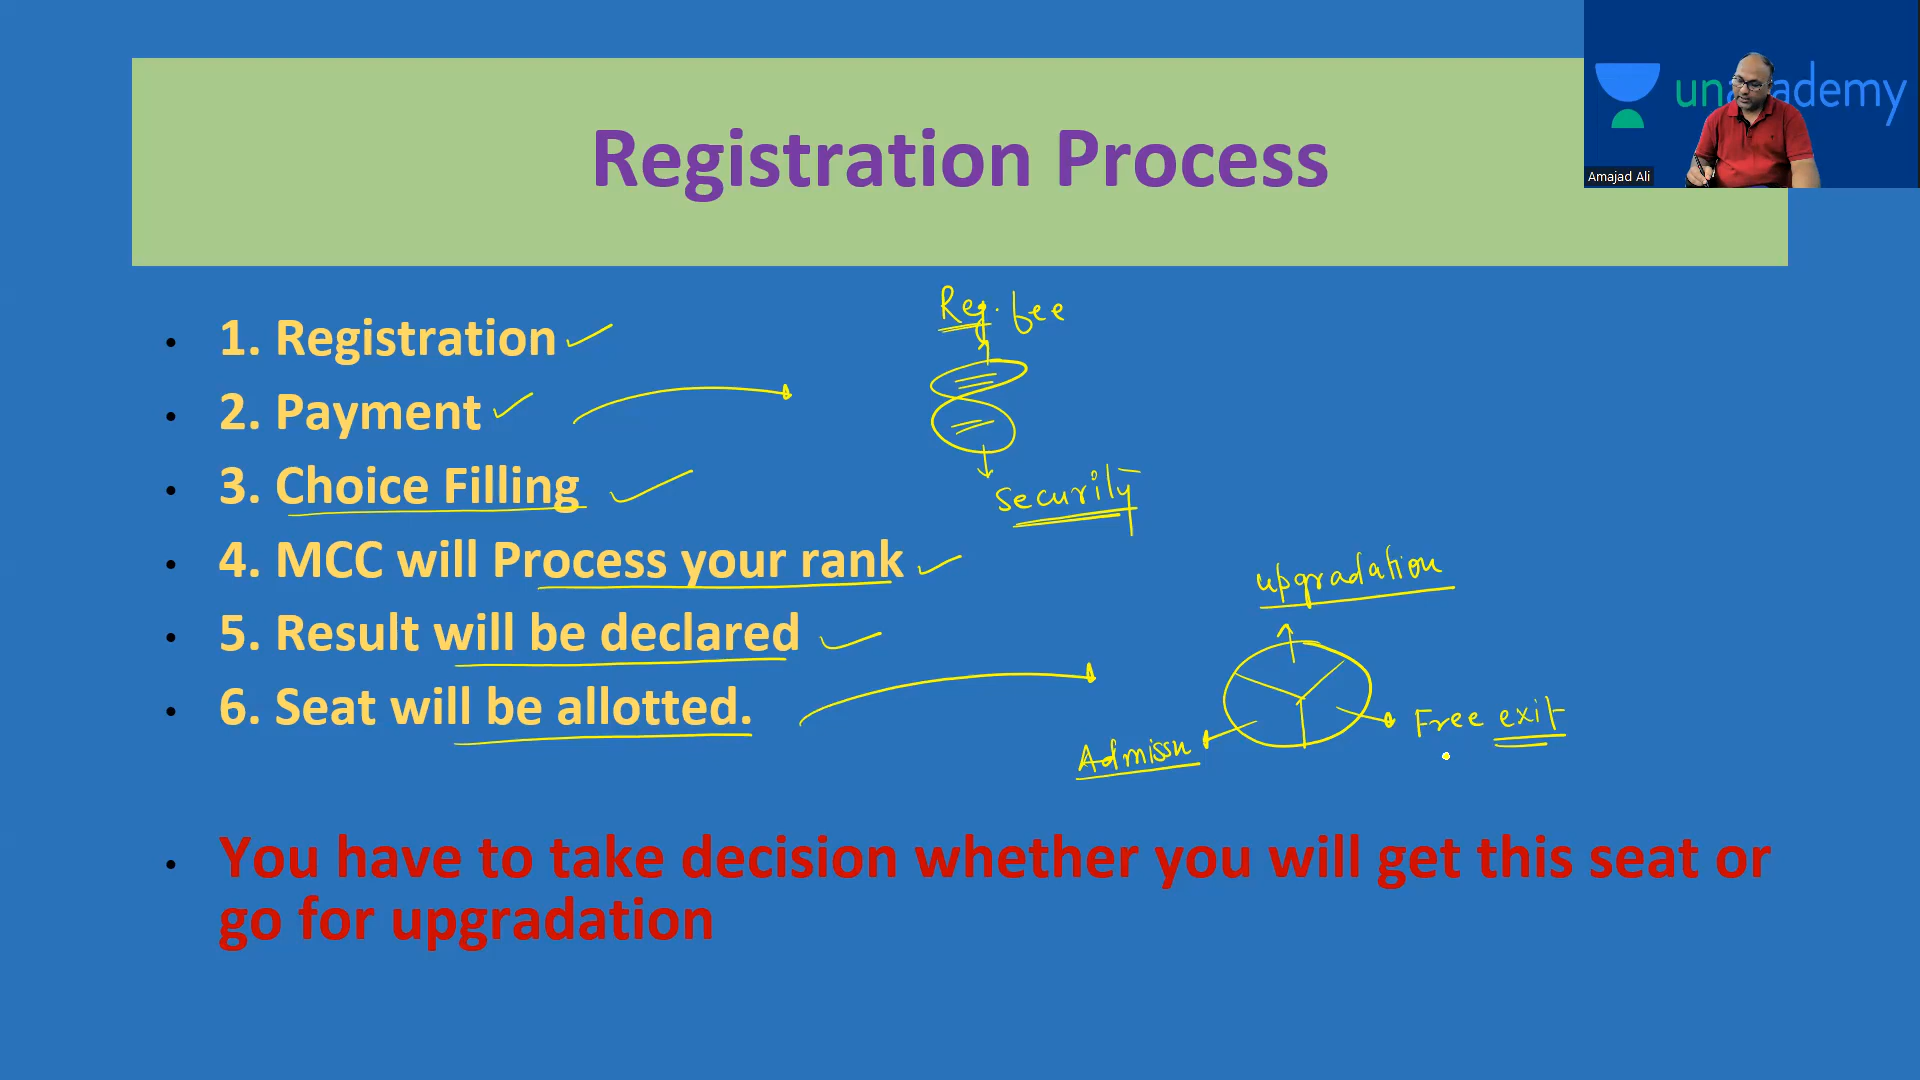 unacademy
Amajad Ali
Registration Process
1. Registration
2. Payment
3. Choice Filling
4. MCC will Process your rank
5. Result will be declared
6. Seat will be allotted.
Reg. fee
Security
upgradation
Free exit
Admissn
You have to take decision whether you will get this seat or
go for upgradation